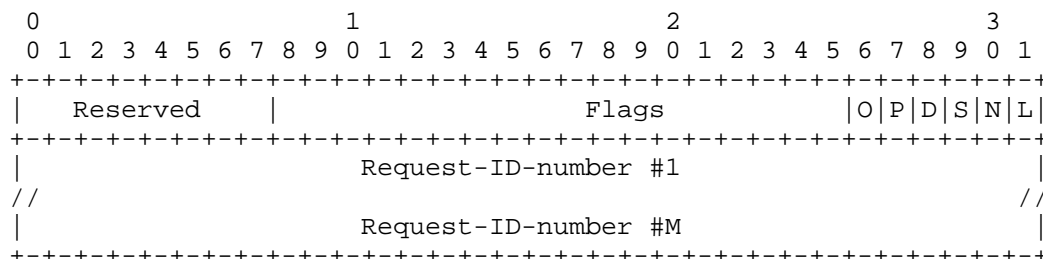 0                   1                   2                   3
 0 1 2 3 4 5 6 7 8 9 0 1 2 3 4 5 6 7 8 9 0 1 2 3 4 5 6 7 8 9 0 1
+-+-+-+-+-+-+-+-+-+-+-+-+-+-+-+-+-+-+-+-+-+-+-+-+-+-+-+-+-+-+-+-+
|   Reserved    |                   Flags           |O|P|D|S|N|L|
+-+-+-+-+-+-+-+-+-+-+-+-+-+-+-+-+-+-+-+-+-+-+-+-+-+-+-+-+-+-+-+-+
|                     Request-ID-number #1                      |
//                                                             //
|                     Request-ID-number #M                      |
+-+-+-+-+-+-+-+-+-+-+-+-+-+-+-+-+-+-+-+-+-+-+-+-+-+-+-+-+-+-+-+-+